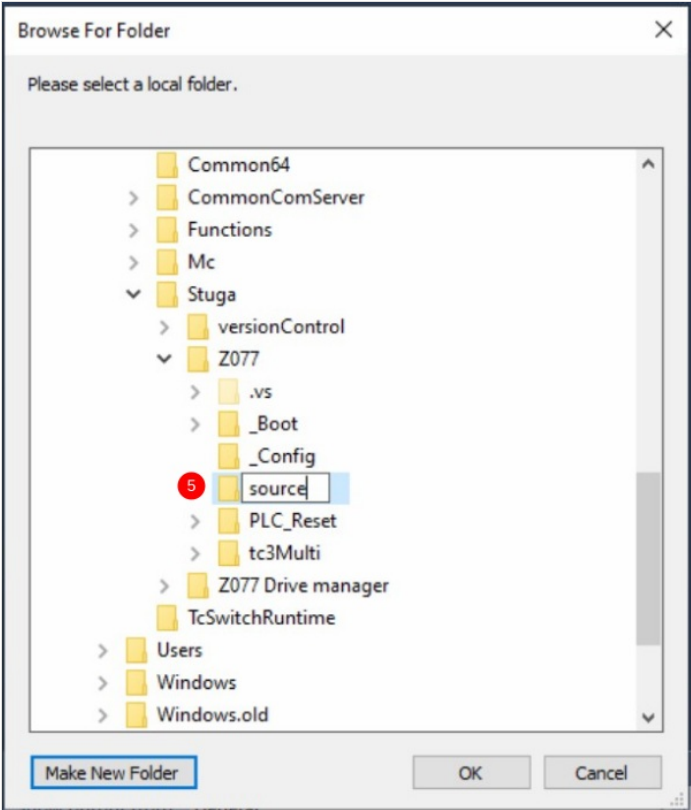 Browse For Folder
Please select a local folder.
Common64
CommonComServer
Functions
Mc
Stuga
versionControl
Z077
.vs
_Boot
_Config
5 source
PLC_Reset
tc3Multi
Z077 Drive manager
TcSwitchRuntime
Users
Windows
Windows.old
Make New Folder OK Cancel